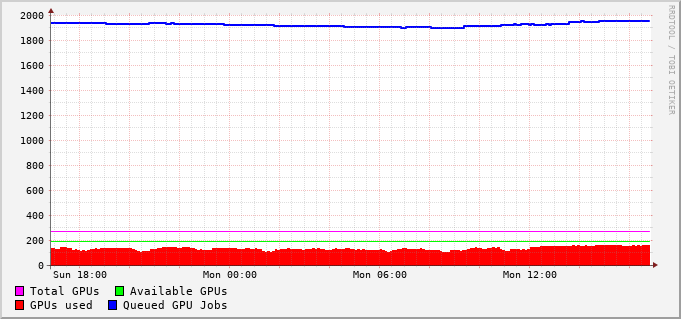 2000
1800
1600
1400
1200
1000
800
600
400
200
0
Sun 18:00 Mon 00:00 Mon 06:00 Mon 12:00
Total GPUs Available GPUs
GPUs used Queued GPU Jobs
RRDTOOL / TOBI OETIKER